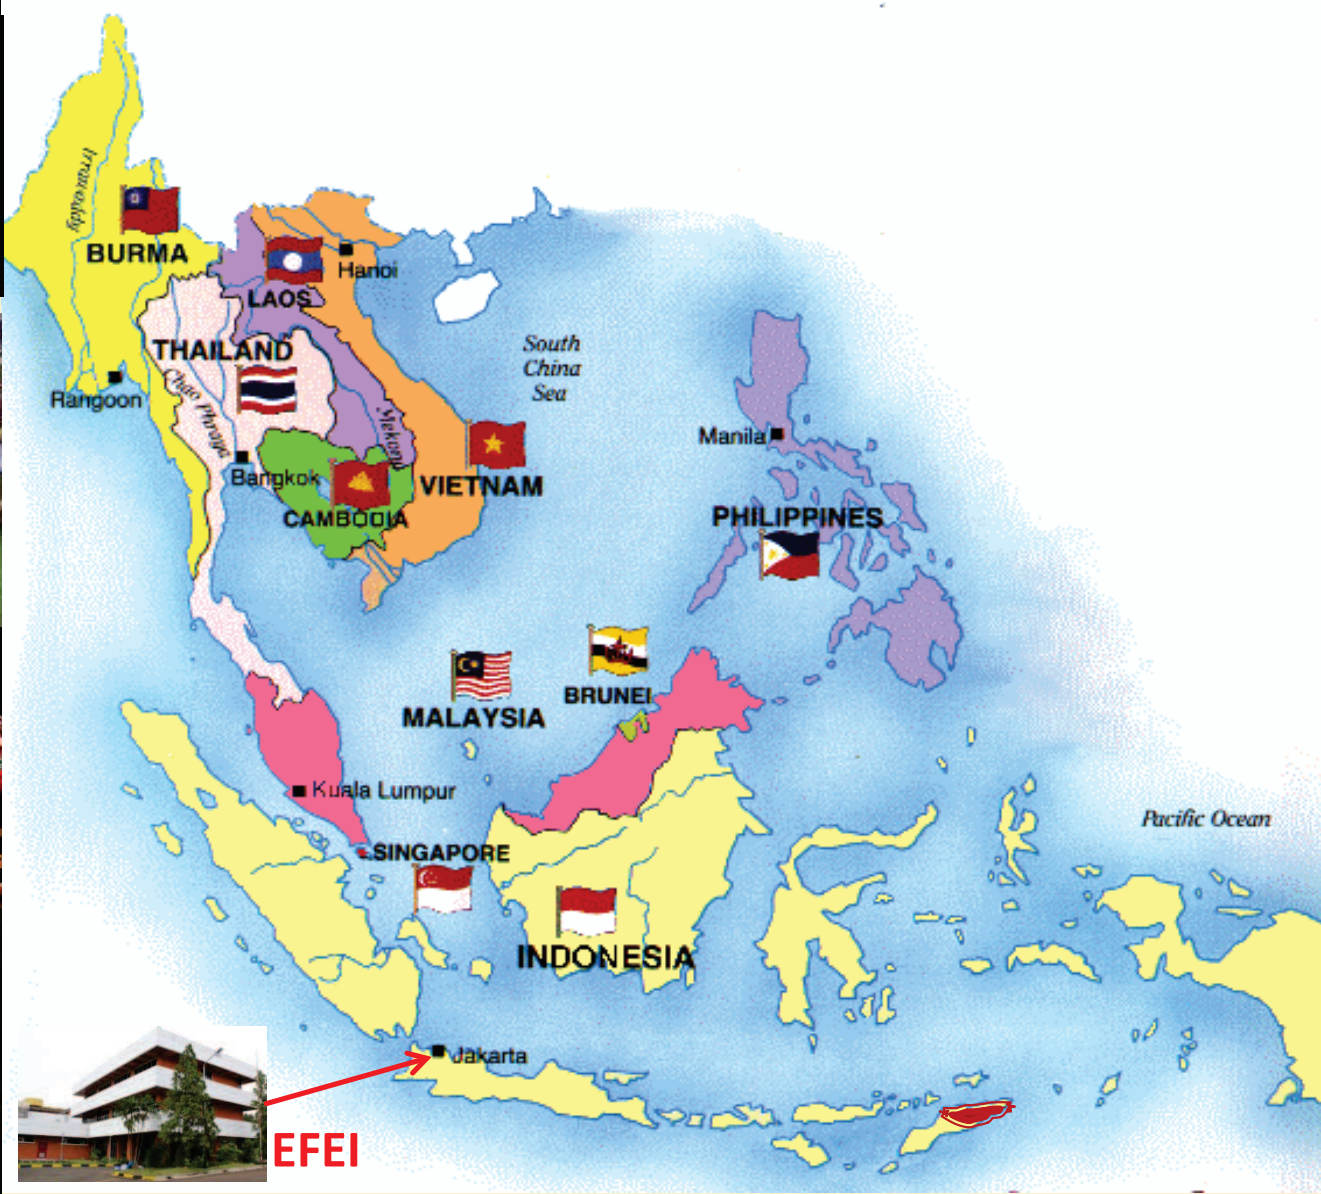 Irrawaddy
BURMA
Hanoi
LAOS
THAILAND
South
China
Sea
Rangoon
Chao Phraya
Mekong
Manila
Bangkok
VIETNAM
CAMBODIA
PHILIPPINES
BRUNEI
MALAYSIA
Kuala Lumpur
Pacific Ocean
SINGAPORE
INDONESIA
Jakarta
EFEI